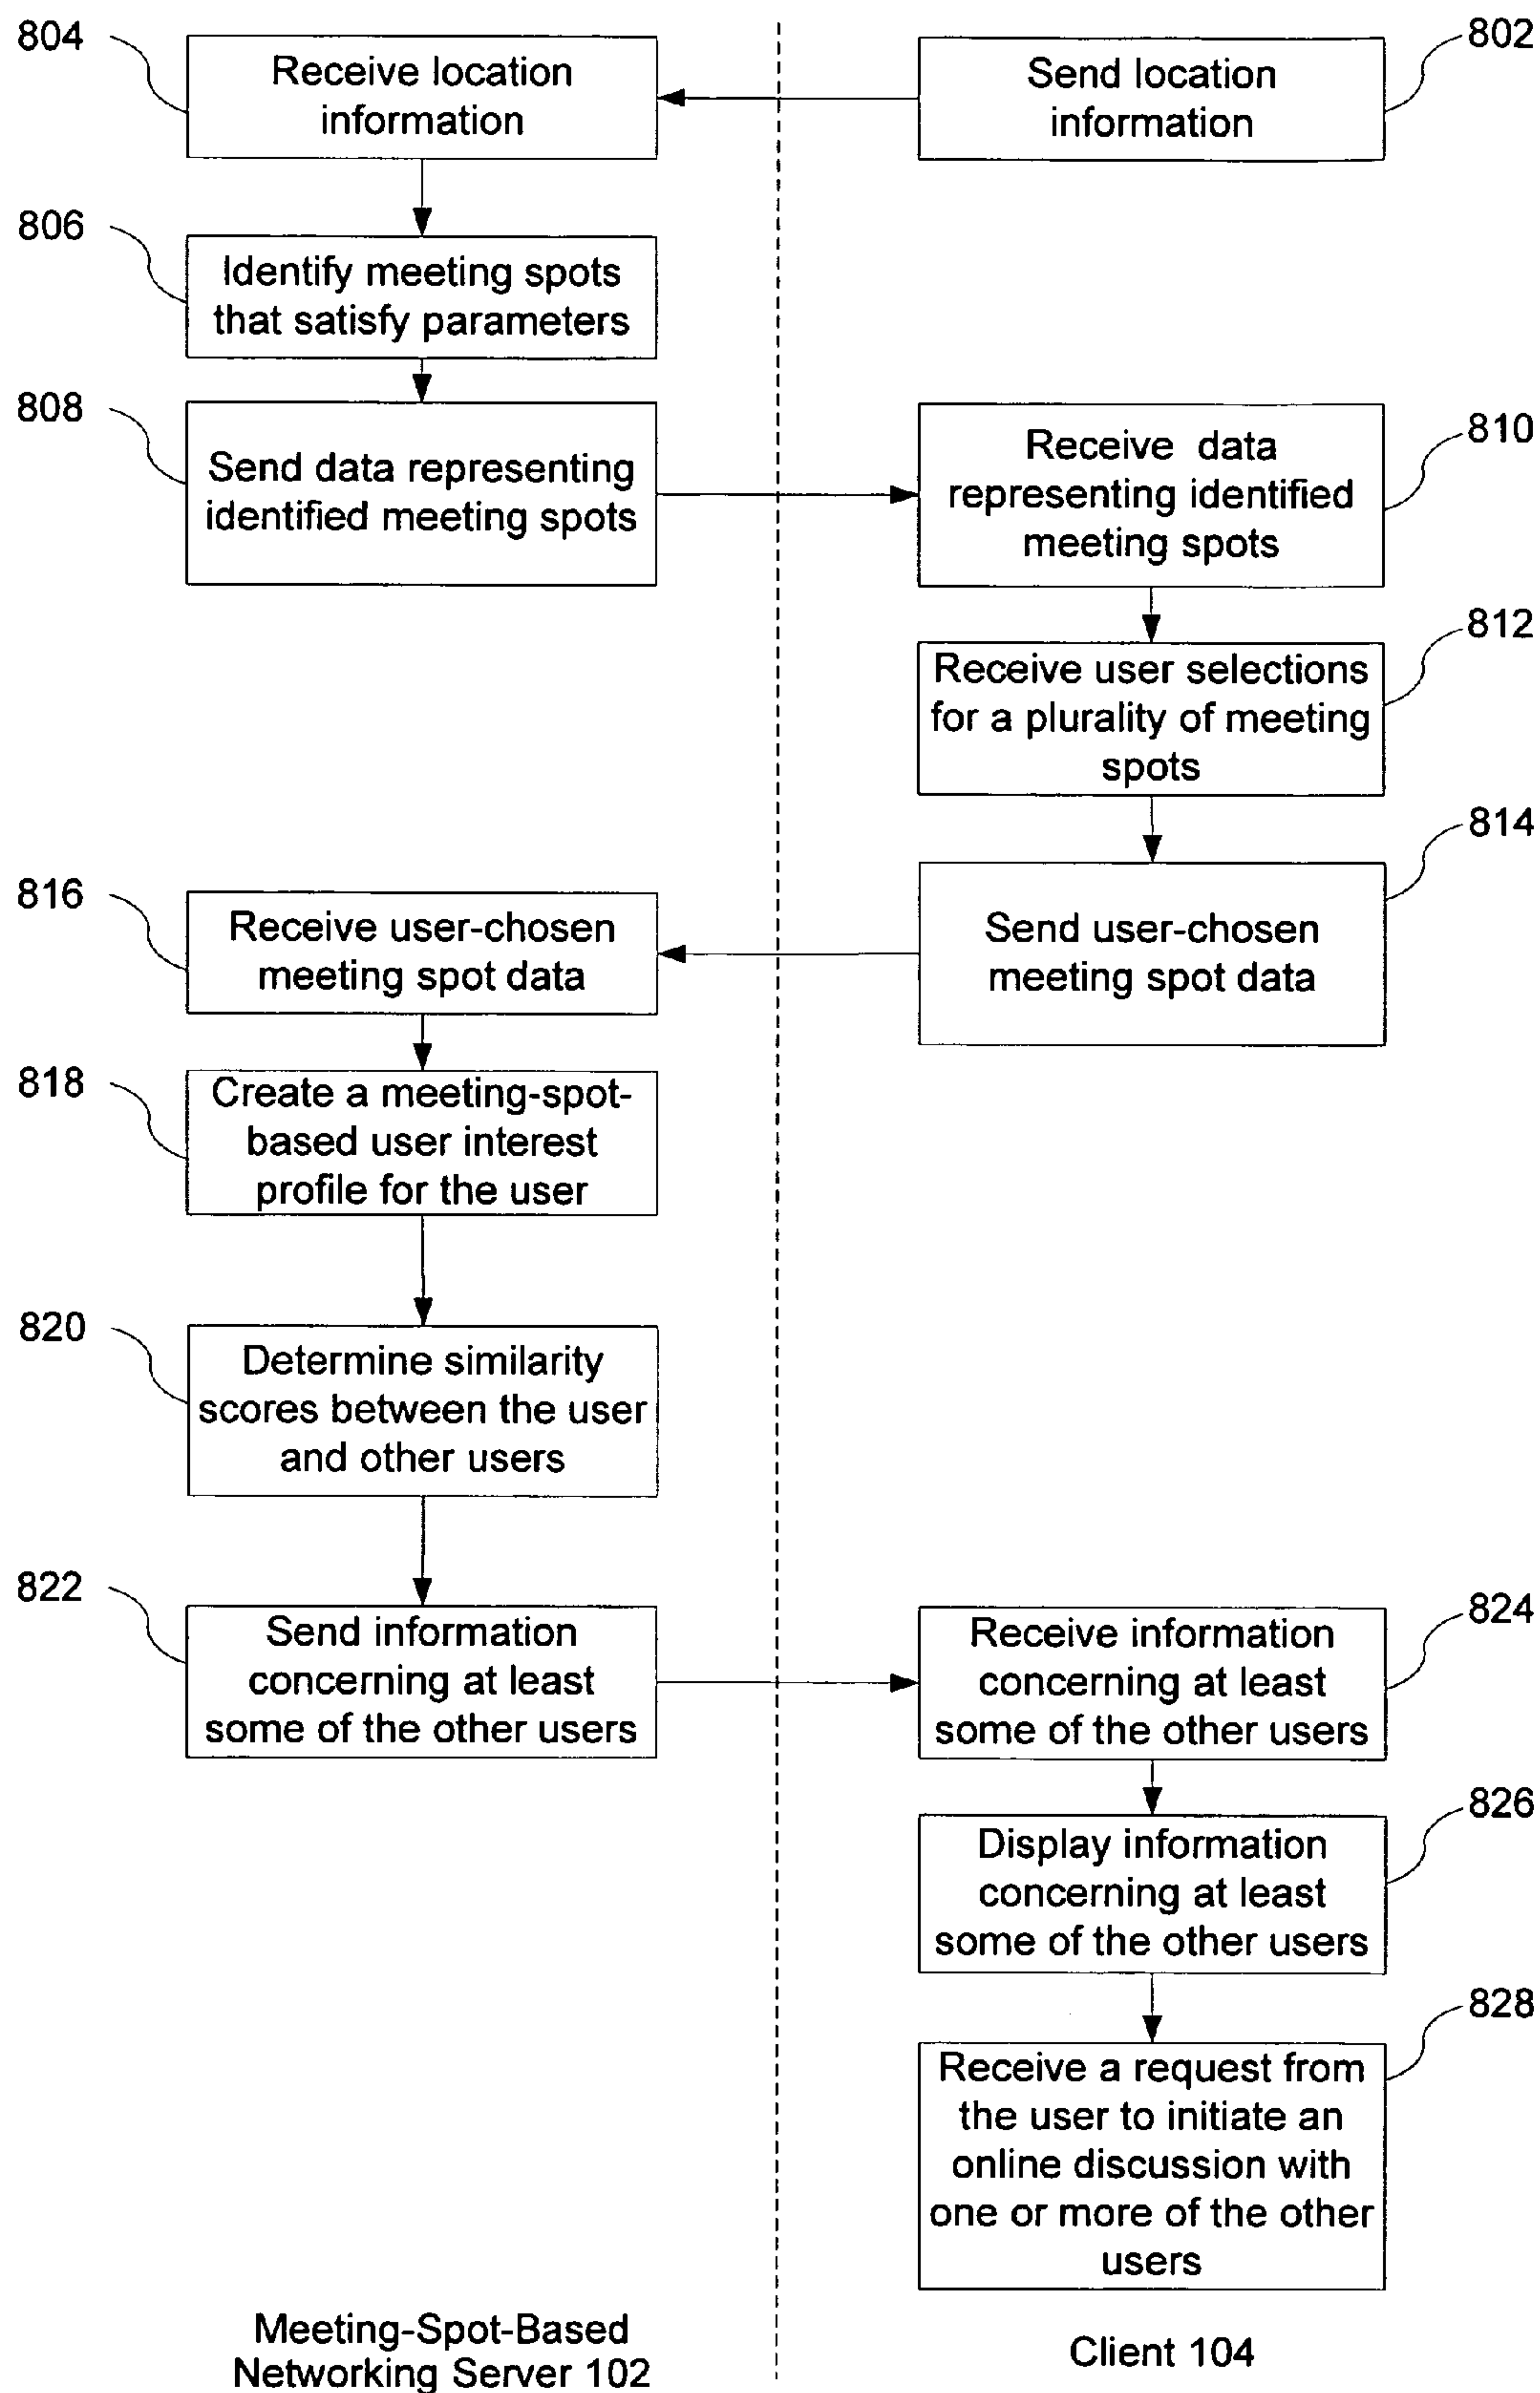 804
Receive location
information
802
Send location
information
806
Identify meeting spots
that satisfy parameters
808
Send data representing
identified meeting spots
810
Receive data
representing identified
meeting spots
812
Receive user selections
for a plurality of meeting
spots
814
Send user-chosen
meeting spot data
816
Receive user-chosen
meeting spot data
818
Create a meeting-spot-
based user interest
profile for the user
820
Determine similarity
scores between the user
and other users
822
Send information
concerning at least
some of the other users
824
Receive information
concerning at least
some of the other users
826
Display information
concerning at least
some of the other users
828
Receive a request from
the user to initiate an
online discussion with
one or more of the other
users
Meeting-Spot-Based
Networking Server 102
Client 104